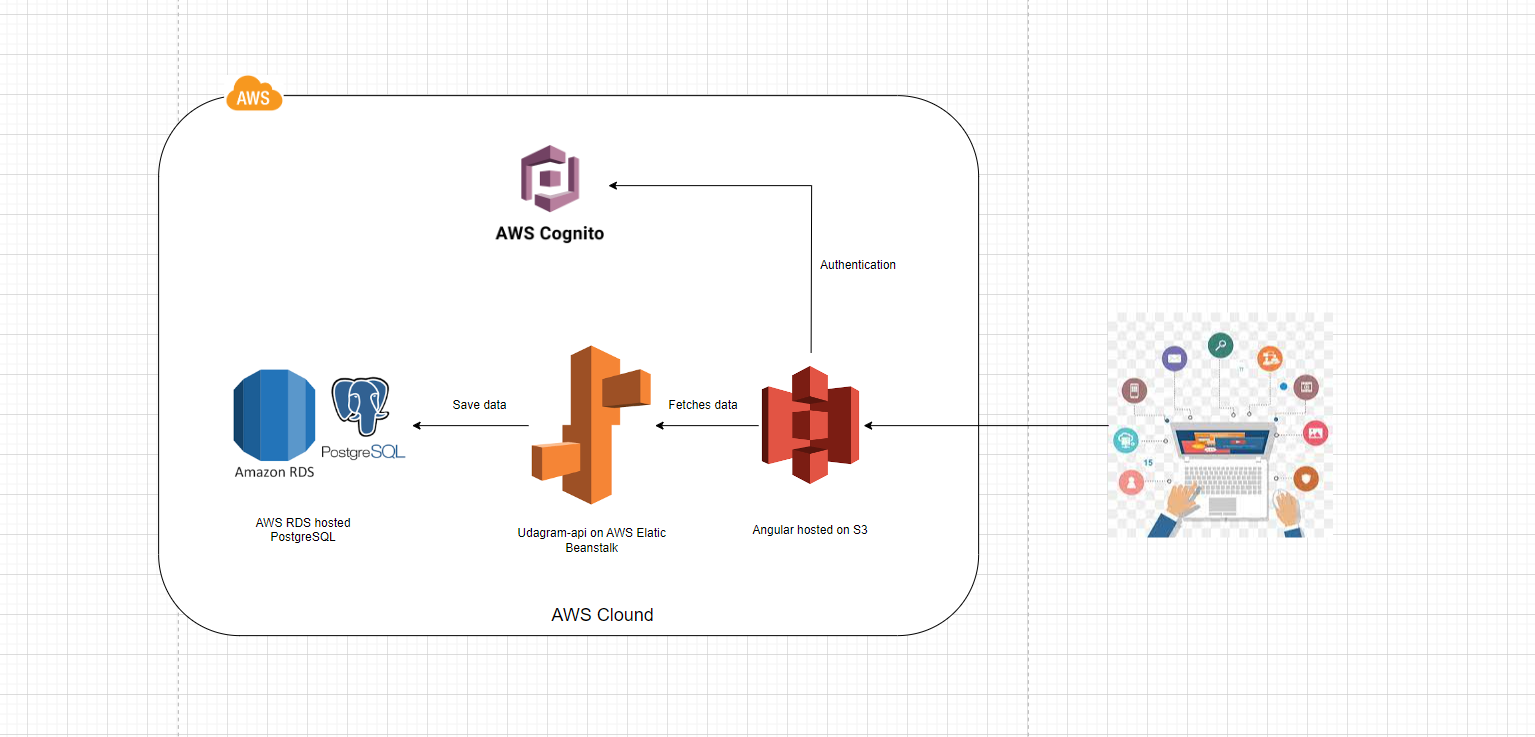 AWS
AWS Cognito
Authentication
Save data
Fetches data
PostgreSQL
Amazon RDS
15
AWS RDS hosted
PostgreSQL
Udagram-api on AWS Elatic
Beanstalk
Angular hosted on S3
AWS Clound